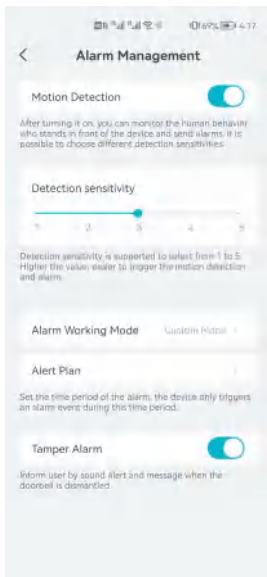 69% 4:17
Alarm Management
Motion Detection
After turning it on, you can monitor the human behavior
who stands in front of the device and send alarms. It is
possible to choose different detection sensitivities.
Detection sensitivity
1 2 3 4 5
Detection sensitivity is supported to select from 1 to 5.
Higher the value, easier to trigger the motion detection
and alarm.
Alarm Working Mode Custom Mode
Alert Plan
Set the time period of the alarm, the device only triggers
an alarm event during this time period.
Tamper Alarm
Inform user by sound alert and message when the
doorbell is dismantled.